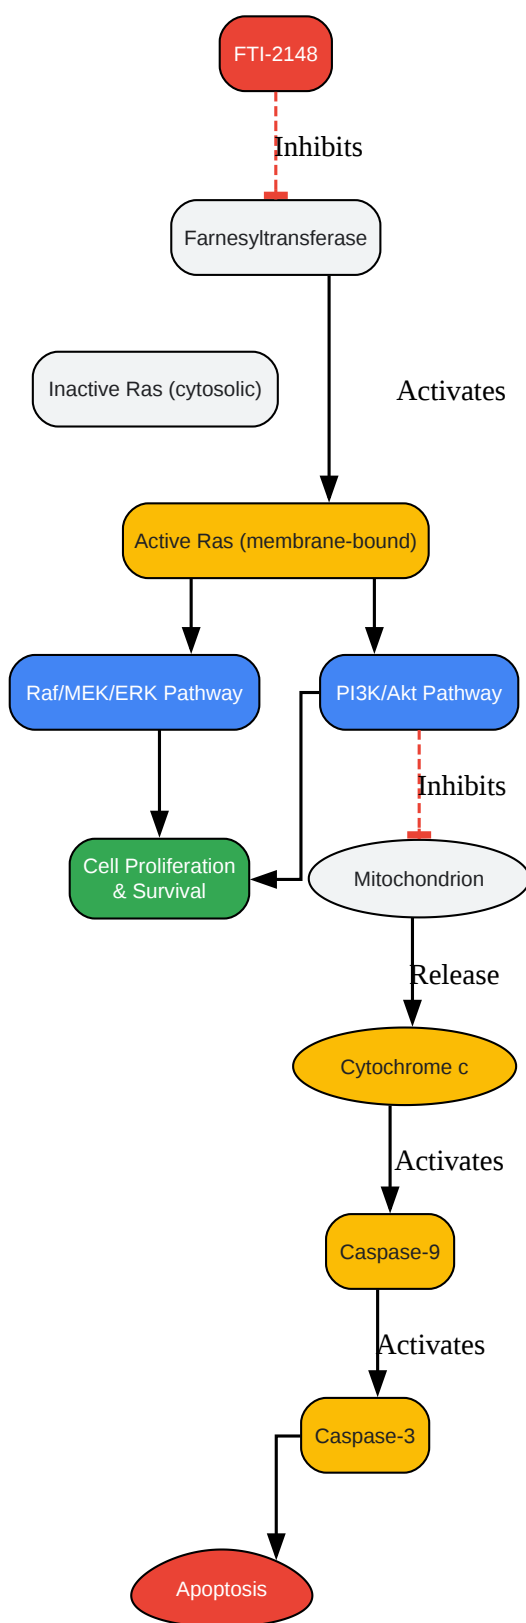 FTI-2148
Inhibits
Farnesyltransferase
Inactive Ras (cytosolic)
Activates
Active Ras (membrane-bound)
Raf/MEK/ERK Pathway
PI3K/Akt Pathway
Inhibits
Cell Proliferation
& Survival
Mitochondrion
Release
Cytochrome c
Activates
Caspase-9
Activates
Caspase-3
Apoptosis